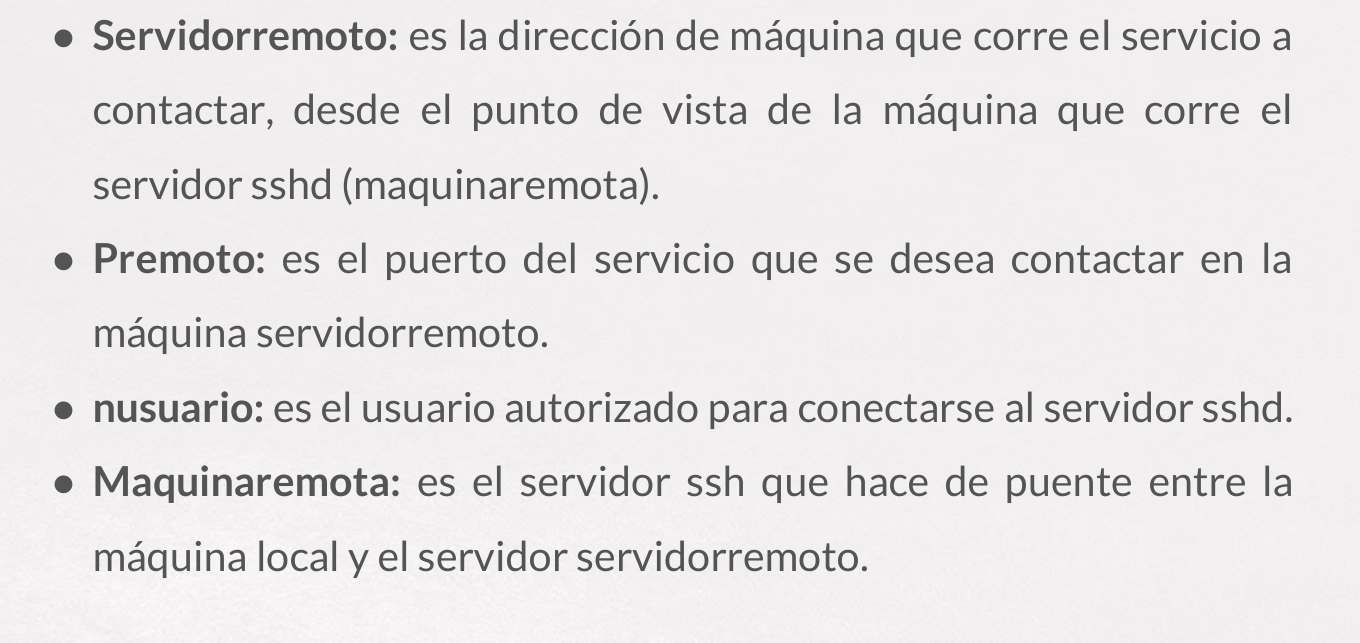 ● Servidorremoto: es la dirección de máquina que corre el servicio a
contactar, desde el punto de vista de la máquina que corre el
servidor sshd (maquinaremota).
● Premoto: es el puerto del servicio que se desea contactar en la
máquina servidorremoto.
● nusuario: es el usuario autorizado para conectarse al servidor sshd.
● Maquinaremota: es el servidor ssh que hace de puente entre la
máquina local y el servidor servidorremoto.